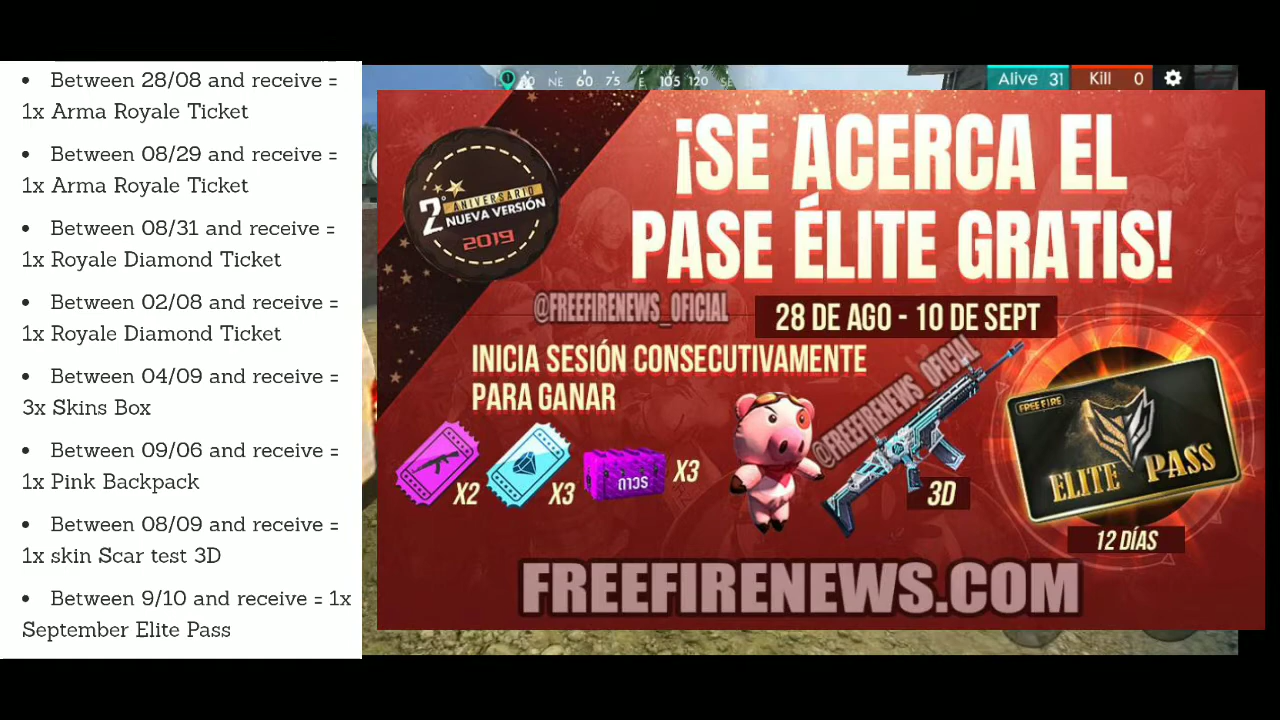 • Between 28/08 and receive =
1x Arma Royale Ticket
• Between 08/29 and receive =
1x Arma Royale Ticket
• Between 08/31 and receive =
1x Royale Diamond Ticket
• Between 02/08 and receive =
1x Royale Diamond Ticket
• Between 04/09 and receive =
3x Skins Box
• Between 09/06 and receive =
1x Pink Backpack
• Between 08/09 and receive =
1x skin Scar test 3D
• Between 9/10 and receive = 1x
September Elite Pass
NE 60 75 E 105 120 SE
Alive 31 Kill 0
¡SE ACERCA EL
PASE ÉLITE GRATIS!
2° ANIVERSARIO
NUEVA VERSIÓN
2019
@FREEFIRENEWS_OFICIAL
28 DE AGO - 10 DE SEPT
INICIA SESIÓN CONSECUTIVAMENTE
PARA GANAR
@FREEFIRENEWS_OFICIAL
X2
X3
X3
3D
FREE FIRE
ELITE PASS
12 DÍAS
FREEFIRENEWS.COM